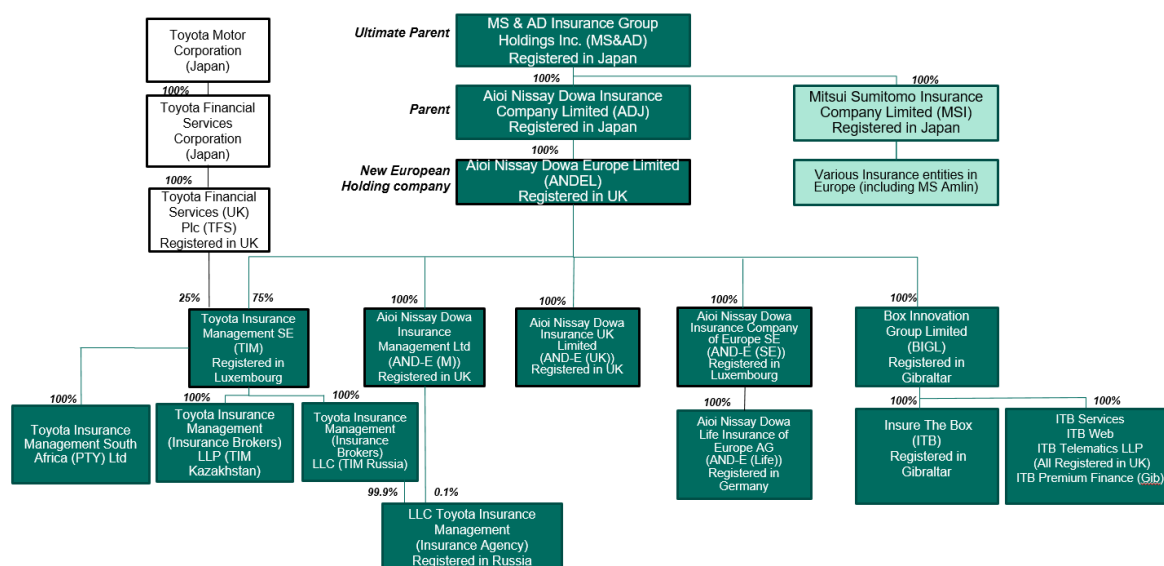 Toyota Motor
Corporation
(Japan)
100%
Toyota Financial
Services
Corporation
(Japan)
100%
Toyota Financial
Services (UK)
Plc (TFS)
Registered in UK
Ultimate Parent
MS & AD Insurance Group
Holdings Inc. (MS&AD)
Registered in Japan
100%
100%
Parent
Aioi Nissay Dowa Insurance
Company Limited (ADJ)
Registered in Japan
Mitsui Sumitomo Insurance
Company Limited (MSI)
Registered in Japan
100%
New European
Holding company
Aioi Nissay Dowa Europe Limited
(ANDEL)
Registered in UK
Various Insurance entities in
Europe (including MS Amlin)
25%
75%
Toyota Insurance
Management SE
(TIM)
Registered in
Luxembourg
100%
Aioi Nissay Dowa
Insurance
Management Ltd
(AND-E (M))
Registered in UK
100%
Aioi Nissay Dowa
Insurance UK
Limited
(AND-E (UK))
Registered in UK
100%
Aioi Nissay Dowa
Insurance Company
of Europe SE
(AND-E (SE))
Registered in
Luxembourg
100%
Box Innovation
Group Limited
(BIGL)
Registered in
Gibraltar
100%
Toyota Insurance
Management South
Africa (PTY) Ltd
100%
Toyota Insurance
Management
(Insurance Brokers)
LLP (TIM
Kazakhstan)
100%
Toyota Insurance
Management
(Insurance
Brokers)
LLC (TIM Russia)
100%
Aioi Nissay Dowa
Life Insurance of
Europe AG
(AND-E (Life))
Registered in
Germany
100%
Insure The Box
(ITB)
Registered in
Gibraltar
100%
ITB Services
ITB Web
ITB Telematics LLP
(All Registered in UK)
ITB Premium Finance (Gib)
99.9%
0.1%
LLC Toyota Insurance
Management
(Insurance Agency)
Registered in Russia